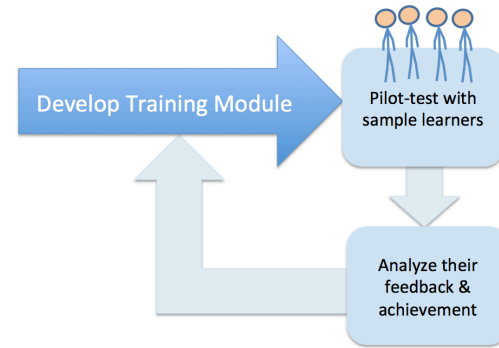 Develop Training Module
Pilot-test with
sample learners
Analyze their
feedback &
achievement